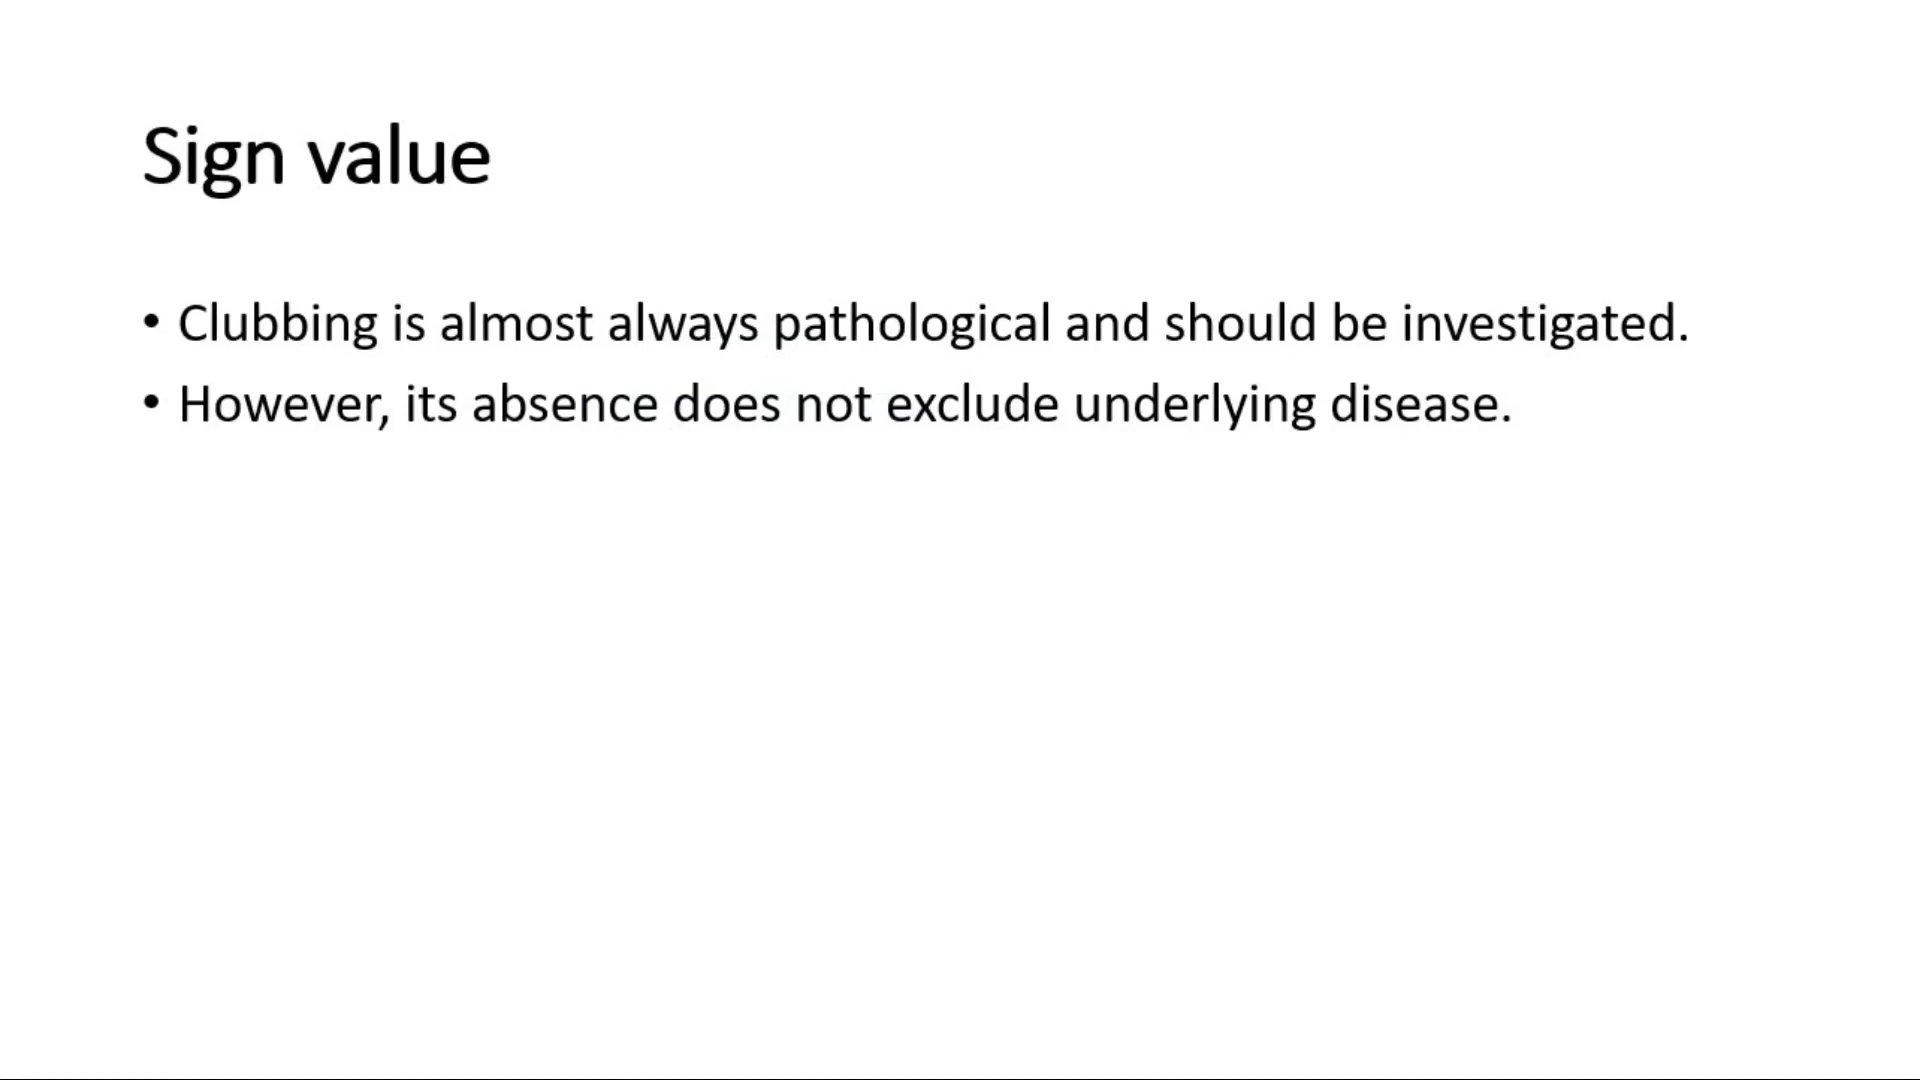 Sign value
• Clubbing is almost always pathological and should be investigated.
• However, its absence does not exclude underlying disease.